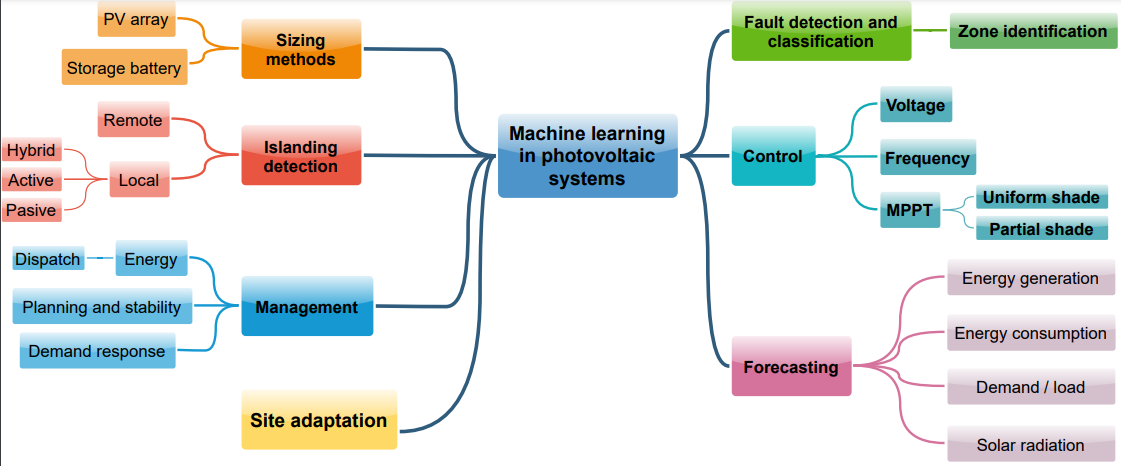 Machine learning
in photovoltaic
systems
Sizing
methods
PV array
Storage battery
Islanding
detection
Remote
Local
Hybrid
Active
Pasive
Management
Energy
Dispatch
Planning and stability
Demand response
Site adaptation
Fault detection and
classification
Zone identification
Control
Voltage
Frequency
MPPT
Uniform shade
Partial shade
Forecasting
Energy generation
Energy consumption
Demand / load
Solar radiation